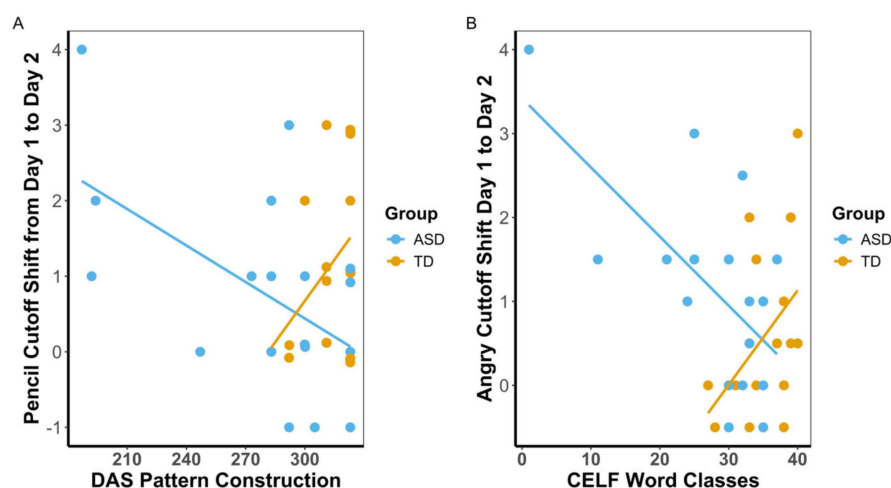 A
Pencil Cutoff Shift from Day 1 to Day 2
4
3
2
1
0
-1
210 240 270 300
DAS Pattern Construction
Group
ASD
TD
B
Angry Cuttoff Shift Day 1 to Day 2
4
3
2
1
0
0 10 20 30 40
CELF Word Classes
Group
ASD
TD